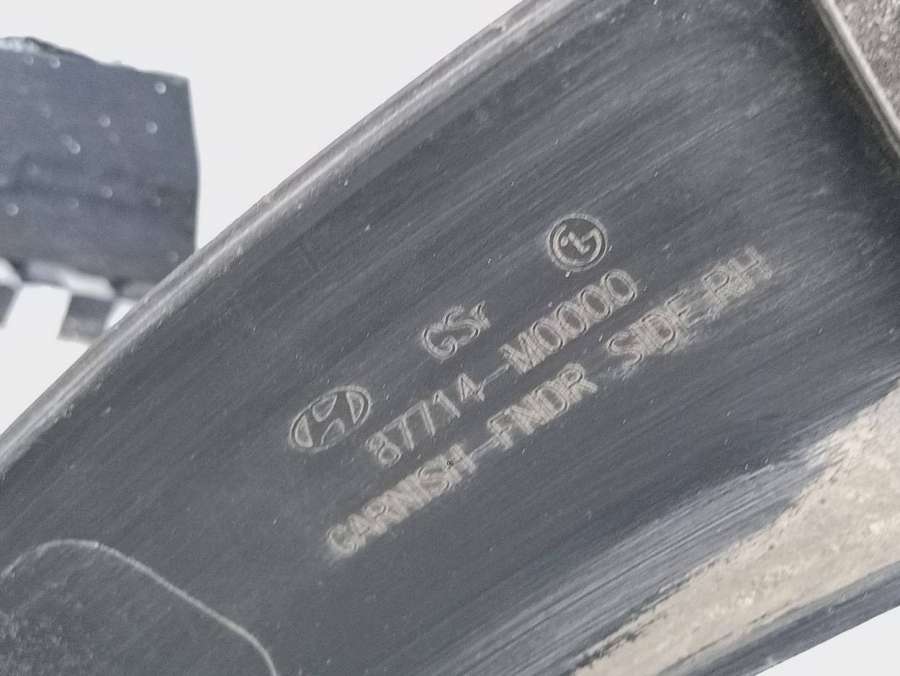 GSr
87714-M0000
GARNISH-FNDR SIDE,RH